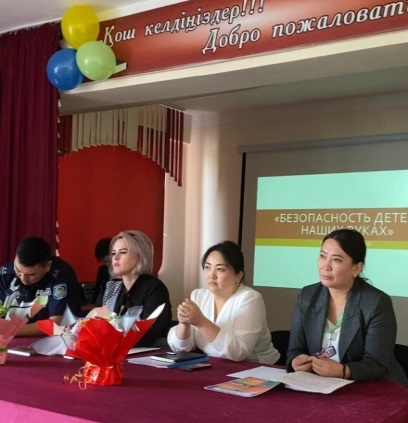 Қош келдіңіздер!!!
Добро пожаловат
«БЕЗОПАСНОСТЬ ДЕТЕ
НАШИХ РУКАХ»